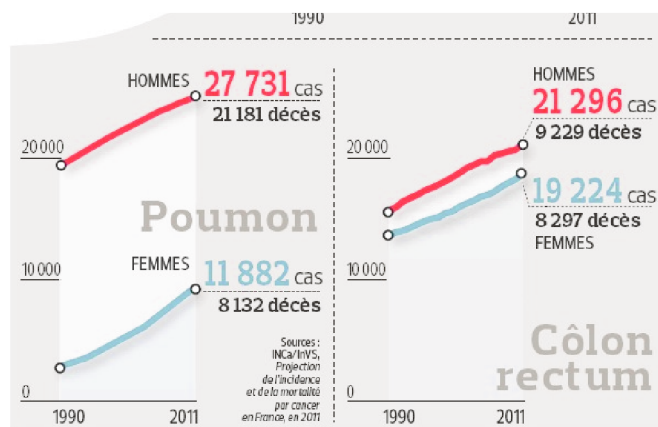 1990
2011
HOMMES
27 731 cas
21 181 décès
20 000
Poumon
10 000
FEMMES
11 882 cas
8 132 décès
Sources :
INCa/InVS,
Projection
de l'incidence
et de la mortalité
par cancer
en France, en 2011
0
1990
2011
HOMMES
21 296 cas
9 229 décès
20 000
19 224 cas
8 297 décès
FEMMES
10 000
Côlon
rectum
0
1990
2011